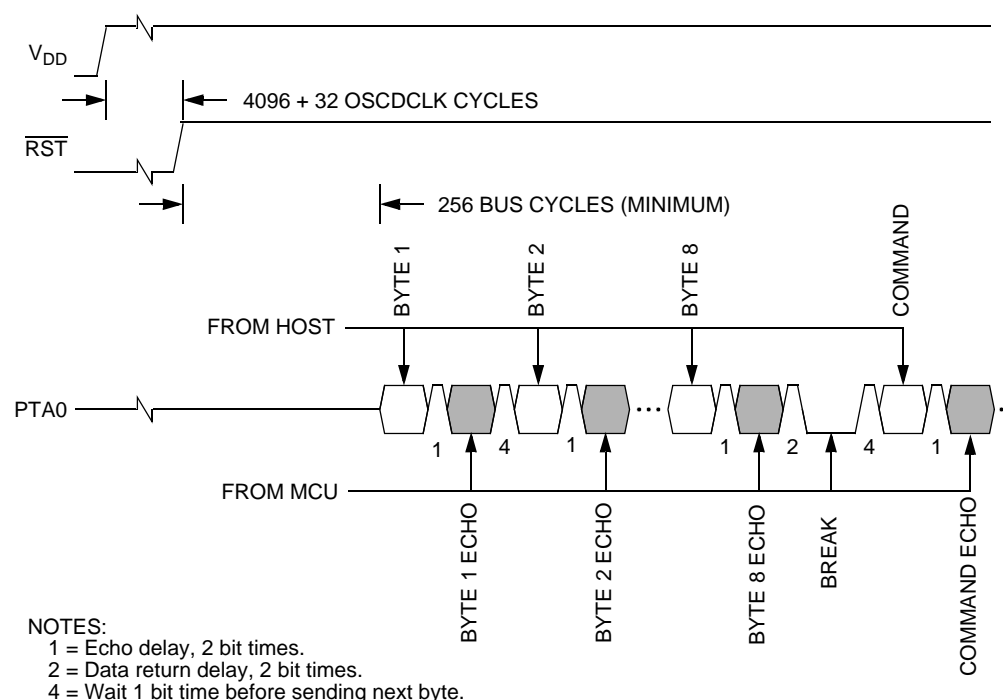 VDD
4096 + 32 OSCDCLK CYCLES
RST
256 BUS CYCLES (MINIMUM)
BYTE 1
BYTE 2
BYTE 8
COMMAND
FROM HOST
PTA0
1
4
1
1
2
4
1
FROM MCU
BYTE 1 ECHO
BYTE 2 ECHO
BYTE 8 ECHO
BREAK
COMMAND ECHO
NOTES:
1 = Echo delay, 2 bit times.
2 = Data return delay, 2 bit times.
4 = Wait 1 bit time before sending next byte.